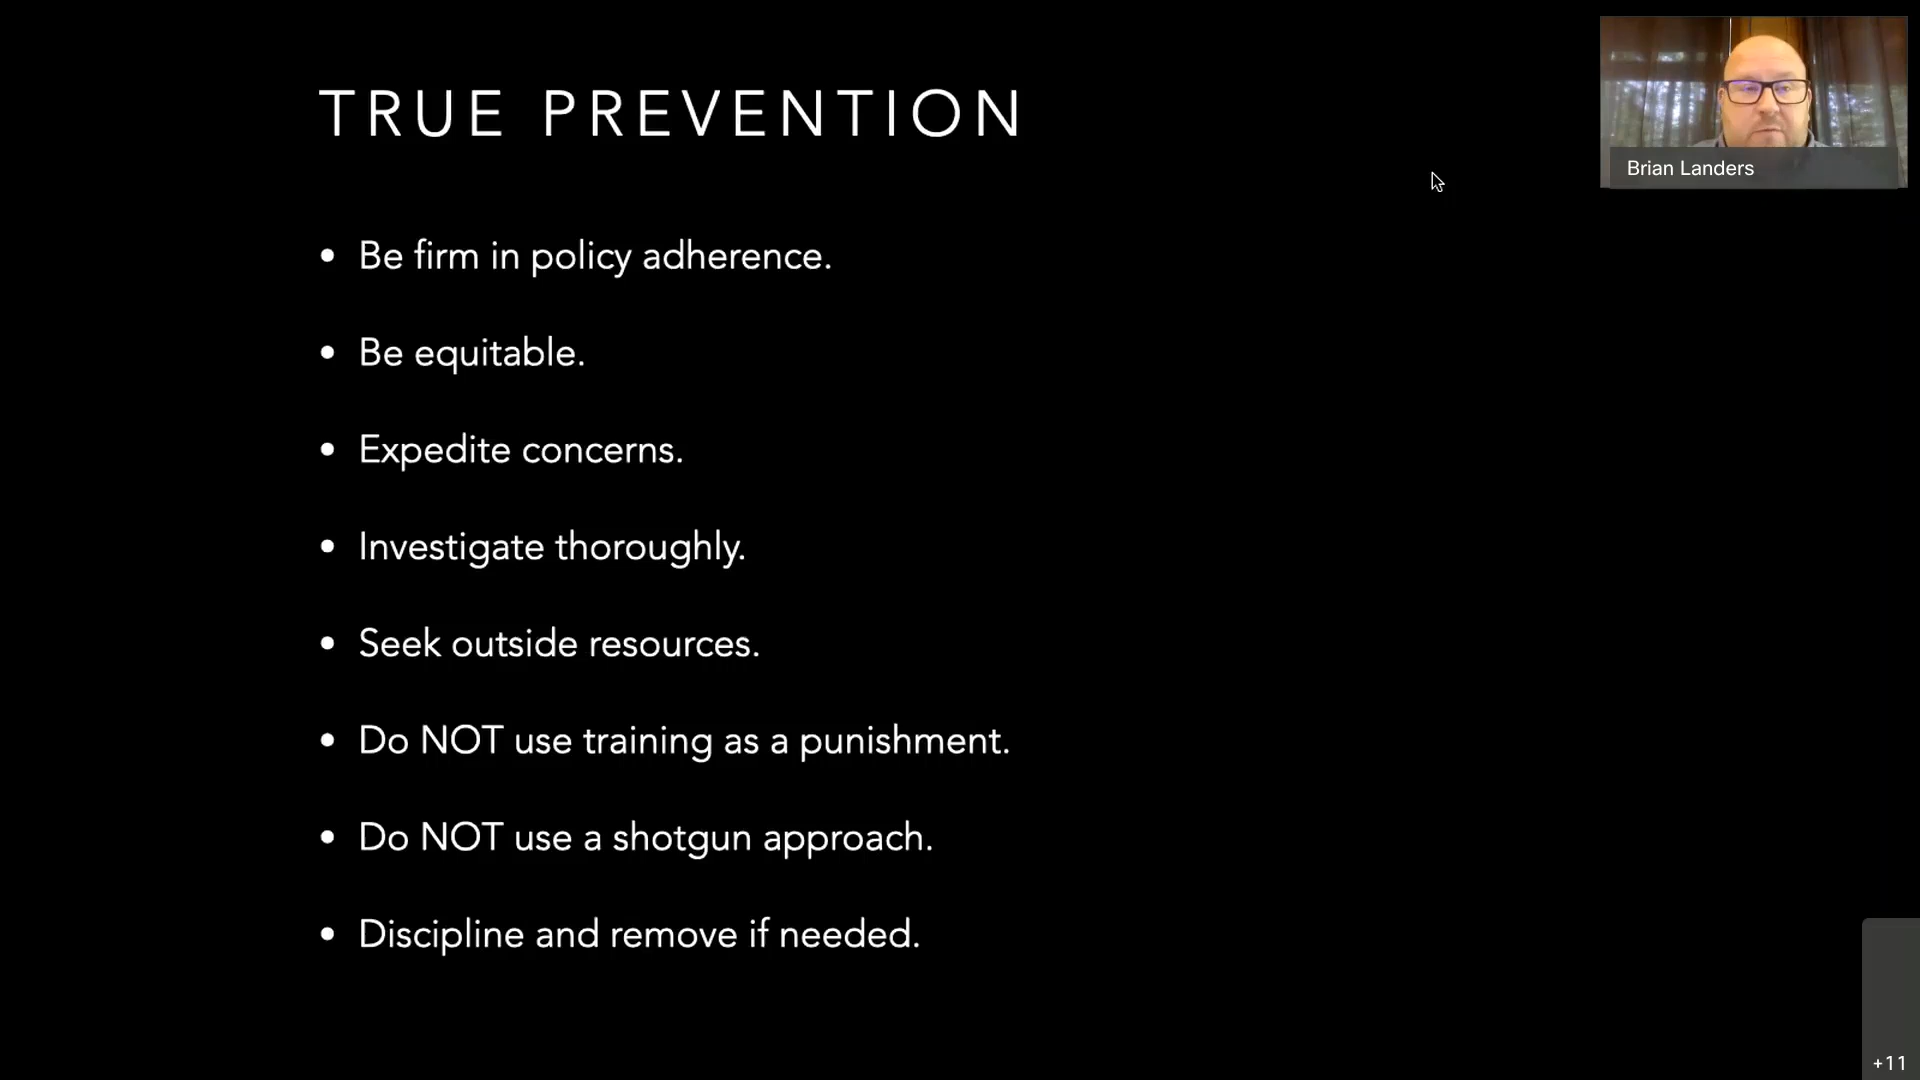 TRUE PREVENTION
Brian Landers
• Be firm in policy adherence.
• Be equitable.
• Expedite concerns.
• Investigate thoroughly.
• Seek outside resources.
• Do NOT use training as a punishment.
• Do NOT use a shotgun approach.
• Discipline and remove if needed.
+11